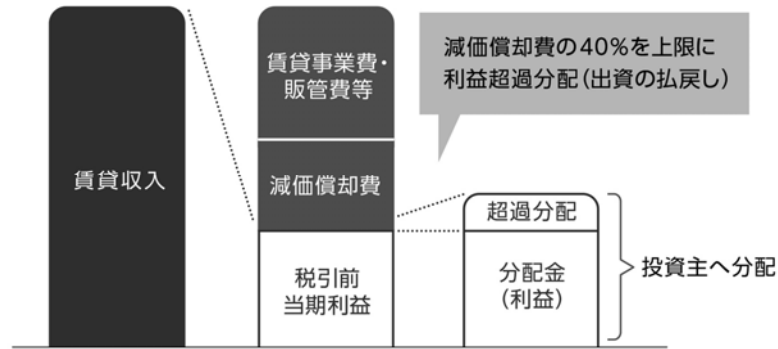 賃貸収入
賃貸事業費・
販管費等
減価償却費
税引前
当期利益
減価償却費の40%を上限に
利益超過分配(出資の払戻し)
超過分配
分配金
(利益)
投資主へ分配